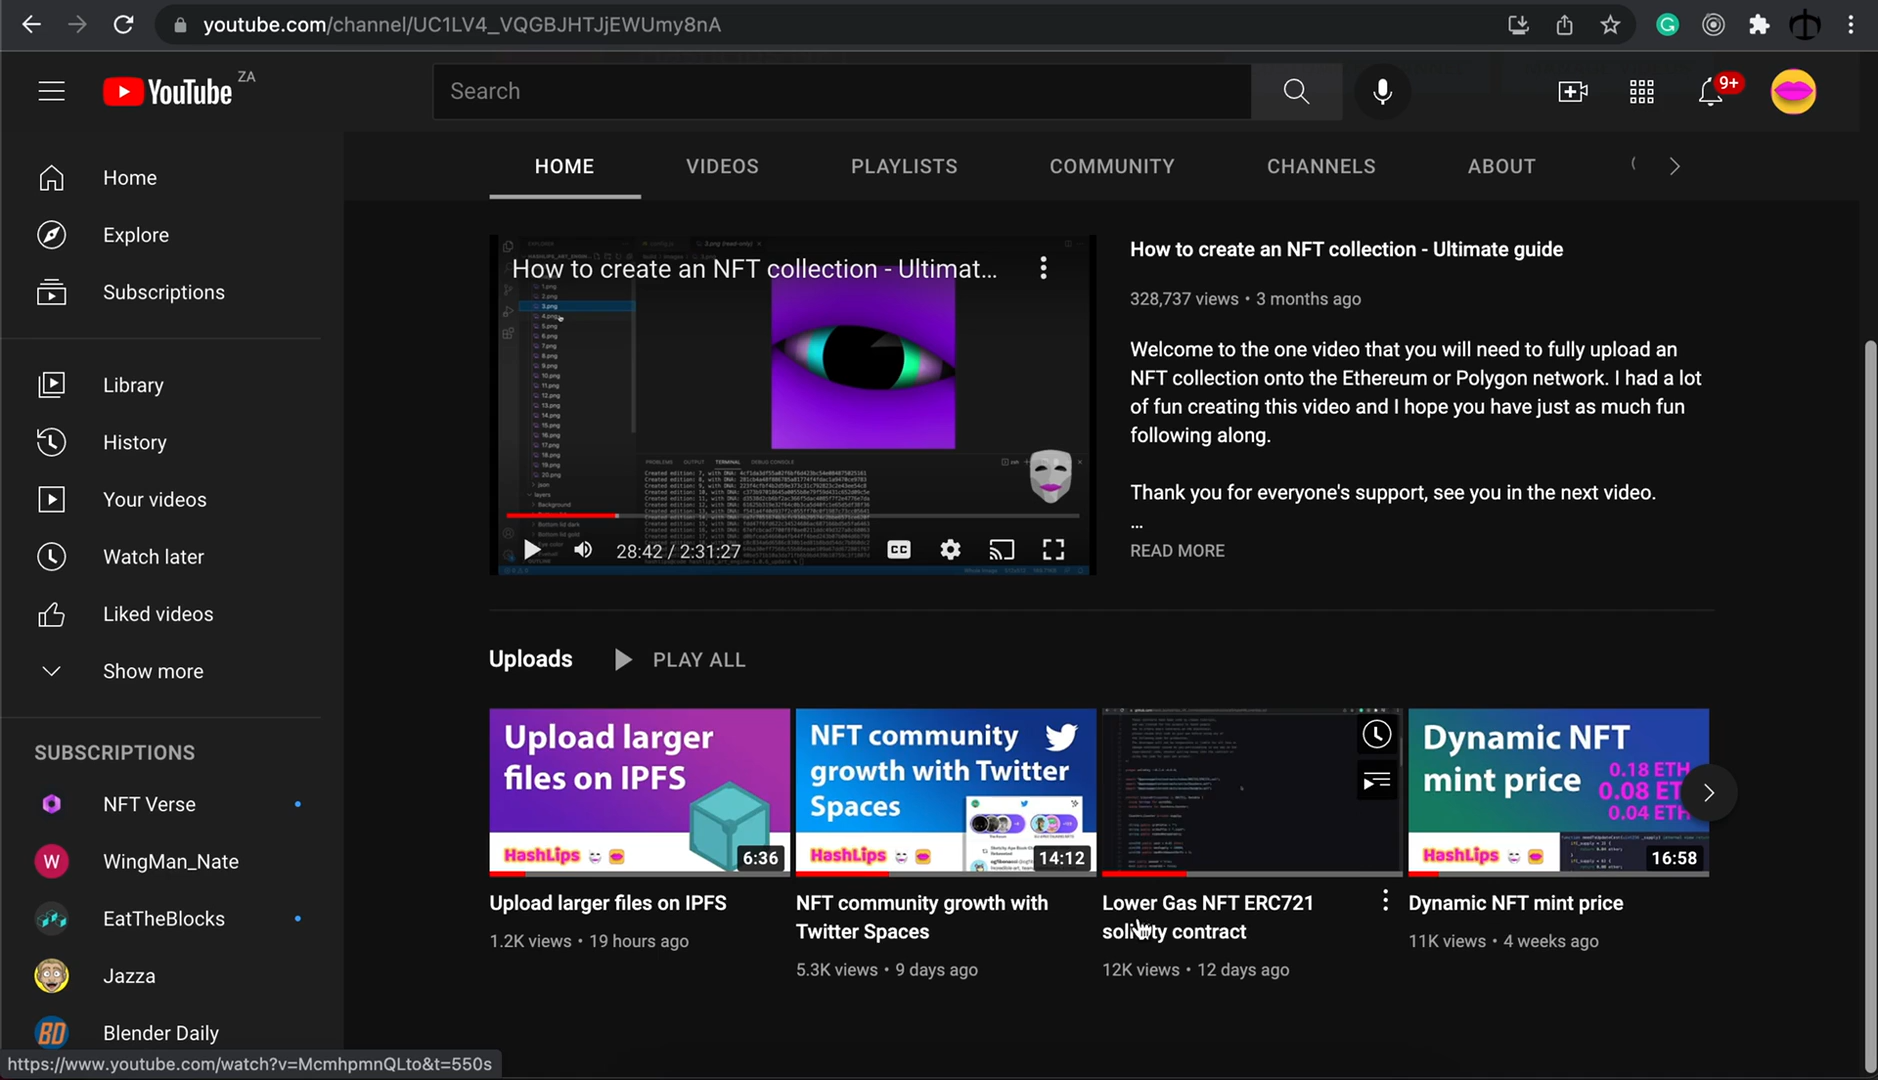 youtube.com/channel/UC1LV4_VQGBJHTJjEWUmy8nA
YouTube ZA
Search
9+
HOME VIDEOS PLAYLISTS COMMUNITY CHANNELS ABOUT
Home
Explore
Subscriptions
Library
History
Your videos
Watch later
Liked videos
Show more
SUBSCRIPTIONS
NFT Verse
W WingMan_Nate
EatTheBlocks
Jazza
BD Blender Daily
https://www.youtube.com/watch?v=McmhpmnQLto&t=550s
How to create an NFT collection - Ultimat...
28:42 / 2:31:27
CC
How to create an NFT collection - Ultimate guide
328,737 views • 3 months ago
Welcome to the one video that you will need to fully upload an
NFT collection onto the Ethereum or Polygon network. I had a lot
of fun creating this video and I hope you have just as much fun
following along.
Thank you for everyone's support, see you in the next video.
...
READ MORE
Uploads PLAY ALL
Upload larger
files on IPFS
HashLips
6:36
Upload larger files on IPFS
1.2K views • 19 hours ago
NFT community
growth with Twitter
Spaces
HashLips
14:12
NFT community growth with
Twitter Spaces
5.3K views • 9 days ago
Lower Gas NFT ERC721
solidity contract
12K views • 12 days ago
Dynamic NFT
mint price
0.18 ETH
0.08 ET
0.04 ETH
HashLips
16:58
Dynamic NFT mint price
11K views • 4 weeks ago